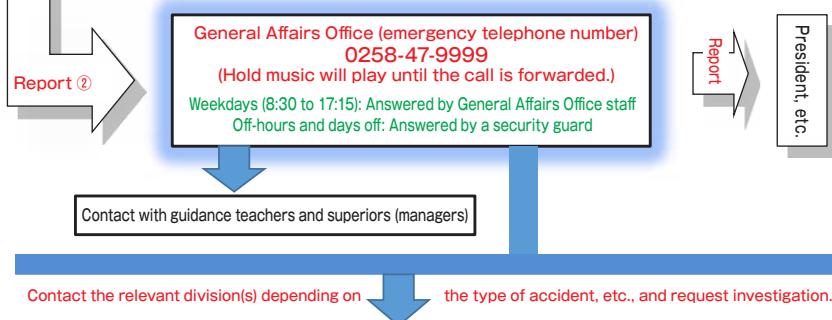 Report ②
General Affairs Office (emergency telephone number)
0258-47-9999
(Hold music will play until the call is forwarded.)
Weekdays (8:30 to 17:15): Answered by General Affairs Office staff
Off-hours and days off: Answered by a security guard
Report
President, etc.
Contact with guidance teachers and superiors (managers)
Contact the relevant division(s) depending on the type of accident, etc., and request investigation.